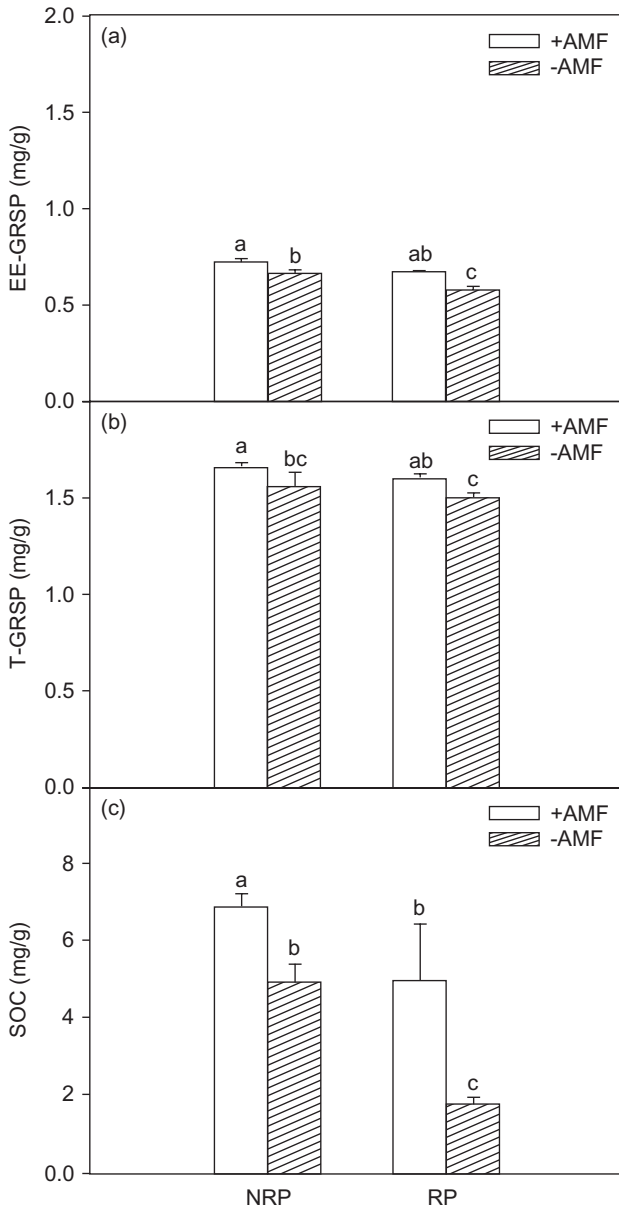 (a)
+AMF
-AMF
EE-GRSP (mg/g)
2.0
1.5
1.0
0.5
0.0
a
b
ab
c
(b)
+AMF
-AMF
T-GRSP (mg/g)
1.5
1.0
0.5
0.0
a
bc
ab
c
(c)
+AMF
-AMF
SOC (mg/g)
8
6
4
2
0.0
a
b
b
c
NRP RP